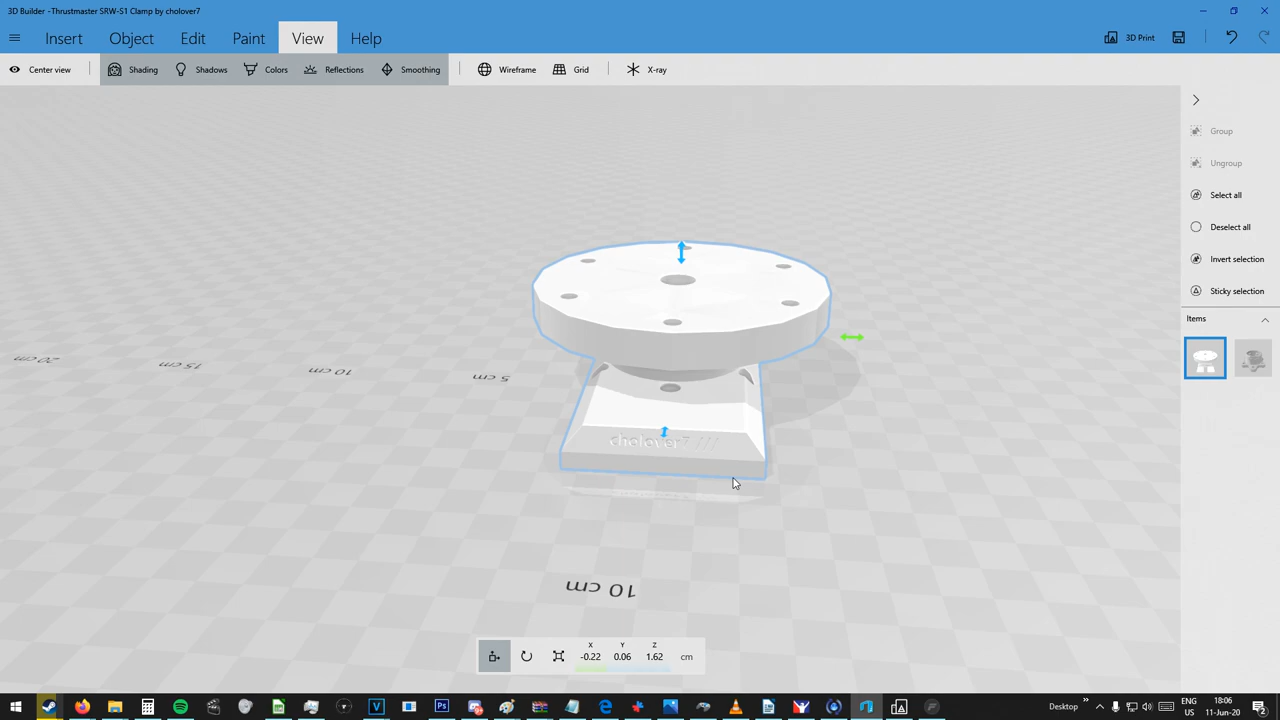 3D Builder -Thrustmaster SRW-S1 Clamp by cholover7
Insert Object Edit Paint View Help
3D Print
Center view Shading Shadows Colors Reflections Smoothing Wireframe Grid X-ray
Group
Ungroup
Select all
Deselect all
Invert selection
Sticky selection
Items
20 cm
15 cm
10 cm
5 cm
cholover7 ///
10 cm
X Y Z
-0.22 0.06 1.62 cm
Desktop
ENG
US
18:06
11-Jun-20